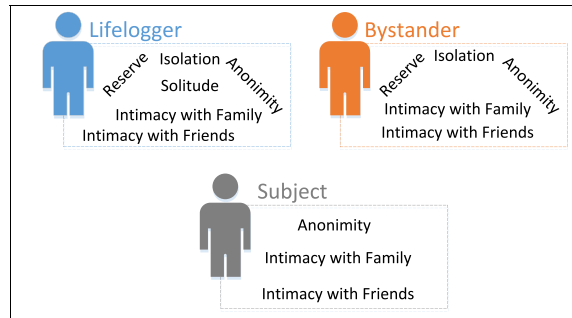 Lifelogger
Reserve
Isolation
Solitude
Anonimity
Intimacy with Family
Intimacy with Friends
Bystander
Reserve
Isolation
Anonimity
Intimacy with Family
Intimacy with Friends
Subject
Anonimity
Intimacy with Family
Intimacy with Friends